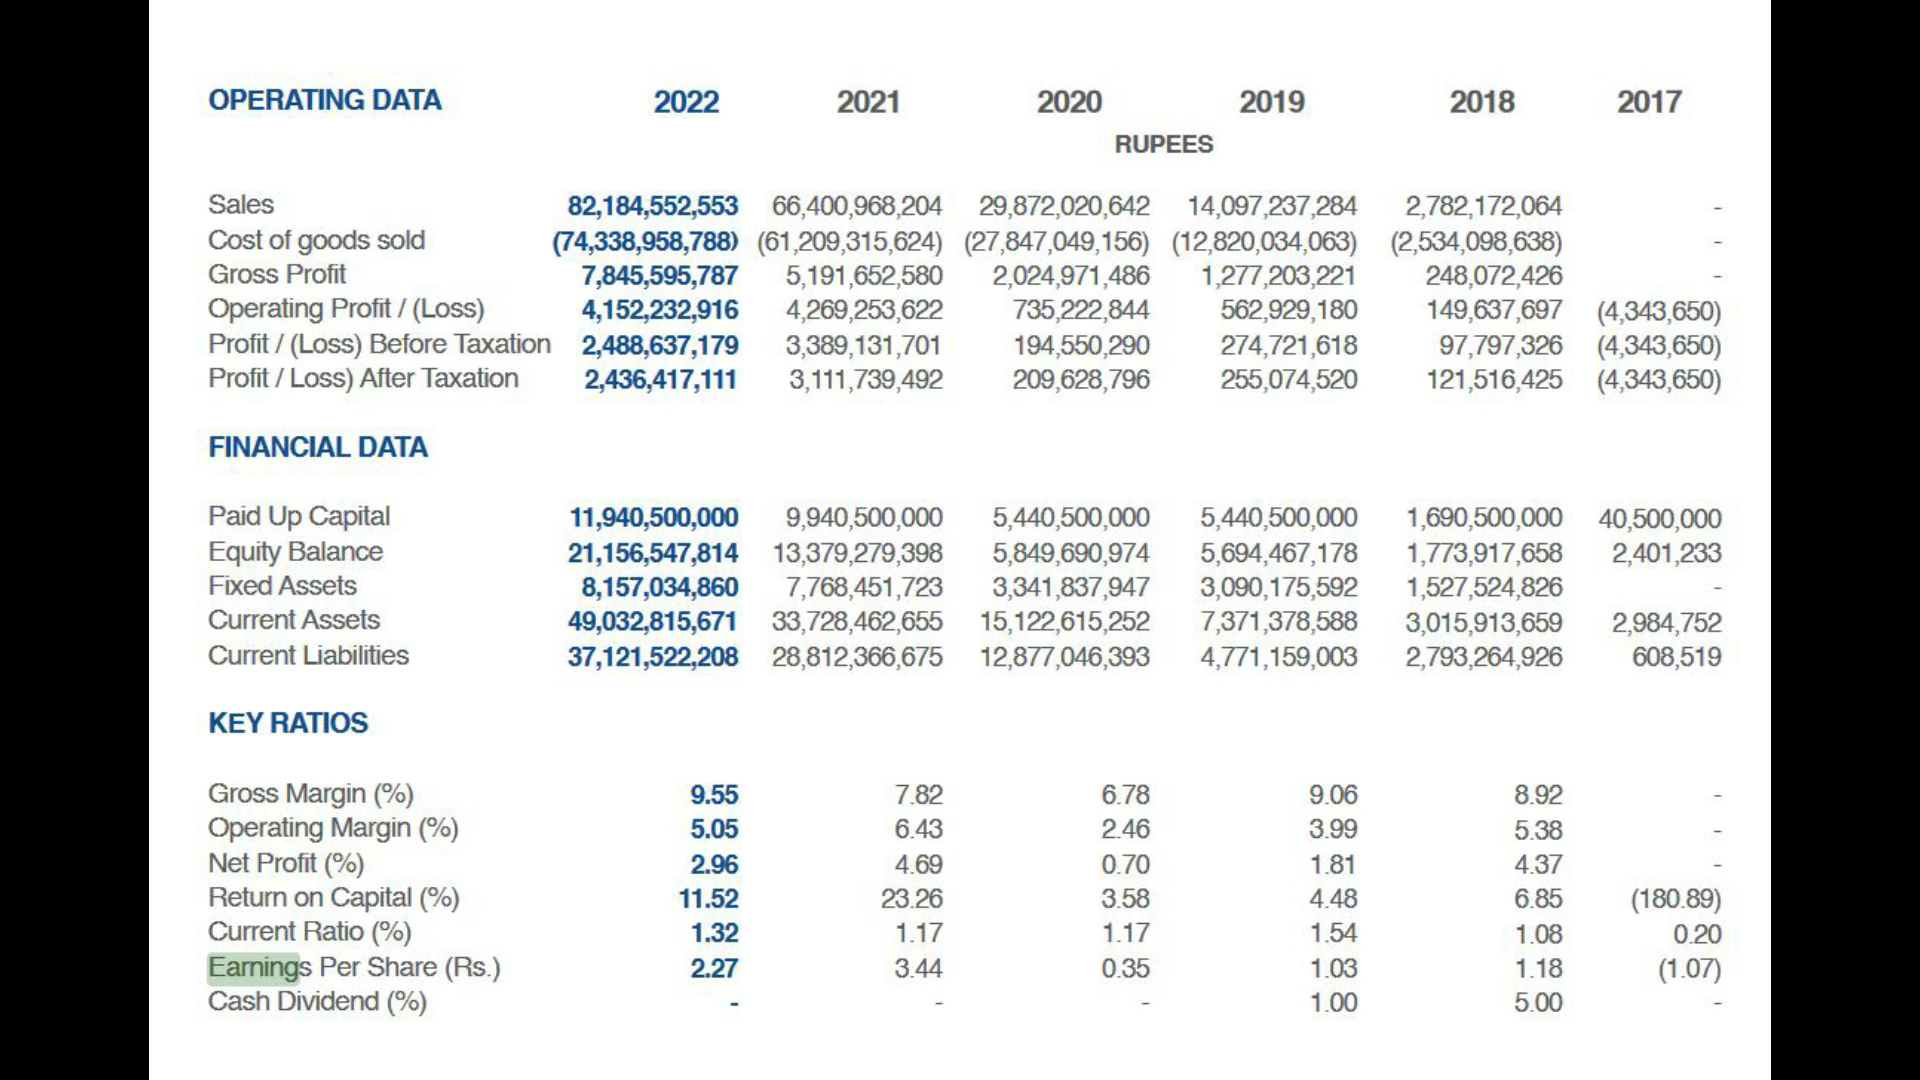 OPERATING DATA 2022 2021 2020 2019 2018 2017
RUPEES
Sales 82,184,552,553 66,400,968,204 29,872,020,642 14,097,237,284 2,782,172,064 -
Cost of goods sold (74,338,958,788) (61,209,315,624) (27,847,049,156) (12,820,034,063) (2,534,098,638) -
Gross Profit 7,845,595,787 5,191,652,580 2,024,971,486 1,277,203,221 248,072,426 -
Operating Profit / (Loss) 4,152,232,916 4,269,253,622 735,222,844 562,929,180 149,637,697 (4,343,650)
Profit / (Loss) Before Taxation 2,488,637,179 3,389,131,701 194,550,290 274,721,618 97,797,326 (4,343,650)
Profit / Loss) After Taxation 2,436,417,111 3,111,739,492 209,628,796 255,074,520 121,516,425 (4,343,650)
FINANCIAL DATA
Paid Up Capital 11,940,500,000 9,940,500,000 5,440,500,000 5,440,500,000 1,690,500,000 40,500,000
Equity Balance 21,156,547,814 13,379,279,398 5,849,690,974 5,694,467,178 1,773,917,658 2,401,233
Fixed Assets 8,157,034,860 7,768,451,723 3,341,837,947 3,090,175,592 1,527,524,826 -
Current Assets 49,032,815,671 33,728,462,655 15,122,615,252 7,371,378,588 3,015,913,659 2,984,752
Current Liabilities 37,121,522,208 28,812,366,675 12,877,046,393 4,771,159,003 2,793,264,926 608,519
KEY RATIOS
Gross Margin (%) 9.55 7.82 6.78 9.06 8.92 -
Operating Margin (%) 5.05 6.43 2.46 3.99 5.38 -
Net Profit (%) 2.96 4.69 0.70 1.81 4.37 -
Return on Capital (%) 11.52 23.26 3.58 4.48 6.85 (180.89)
Current Ratio (%) 1.32 1.17 1.17 1.54 1.08 0.20
Earnings Per Share (Rs.) 2.27 3.44 0.35 1.03 1.18 (1.07)
Cash Dividend (%) - - - 1.00 5.00 -